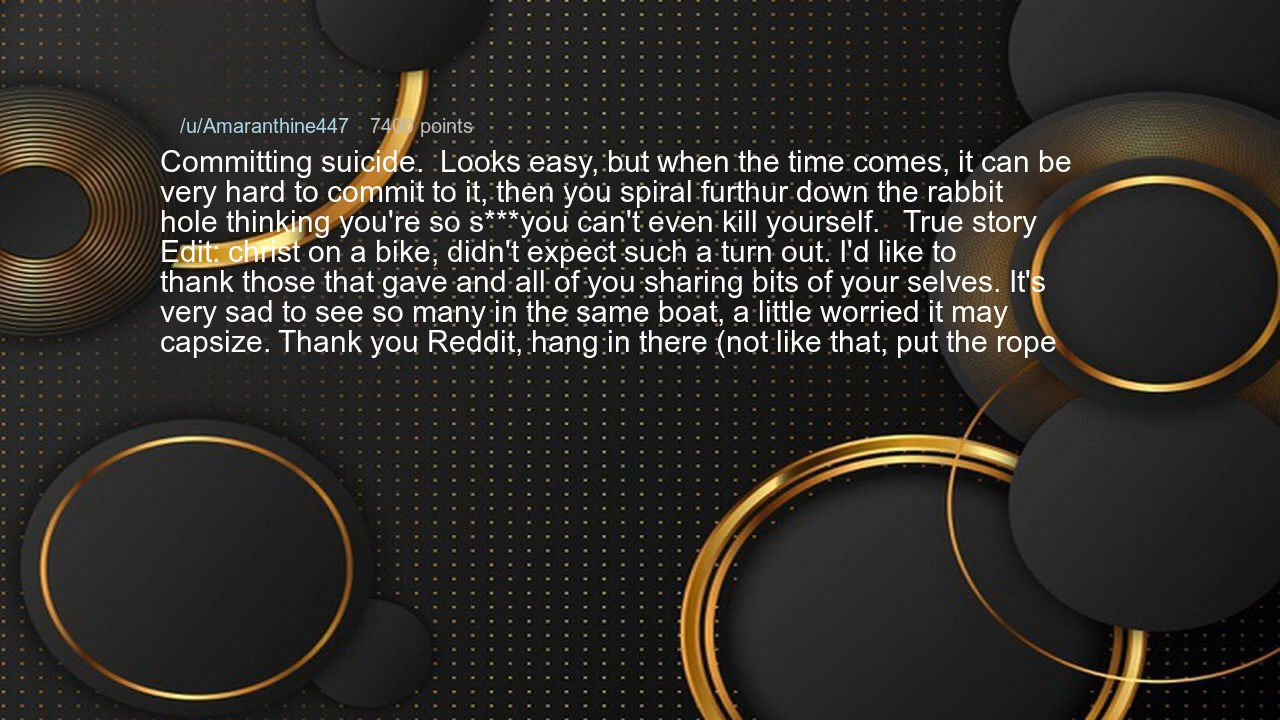 /u/Amaranthine447 7400 points
Committing suicide.  Looks easy, but when the time comes, it can be
very hard to commit to it, then you spiral furthur down the rabbit
hole thinking you're so s***you can't even kill yourself.   True story
Edit: christ on a bike, didn't expect such a turn out. I'd like to
thank those that gave and all of you sharing bits of your selves. It's
very sad to see so many in the same boat, a little worried it may
capsize. Thank you Reddit, hang in there (not like that, put the rope